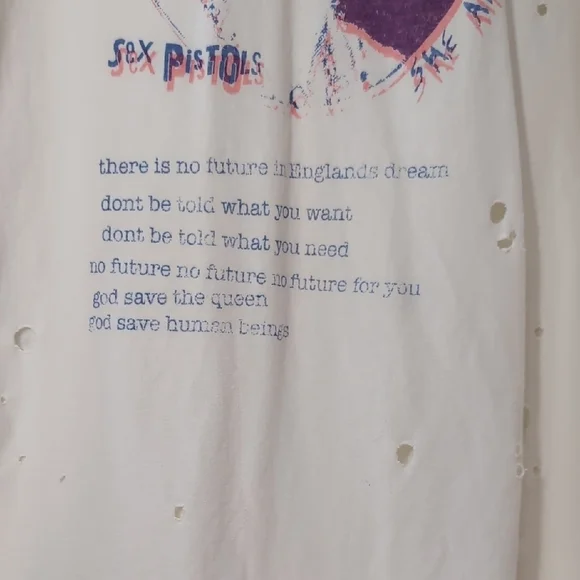 Sex PISTOLS
SHE
there is no future in Englands dream
dont be told what you want
dont be told what you need
no future no future no future for you
god save the queen
god save human beings